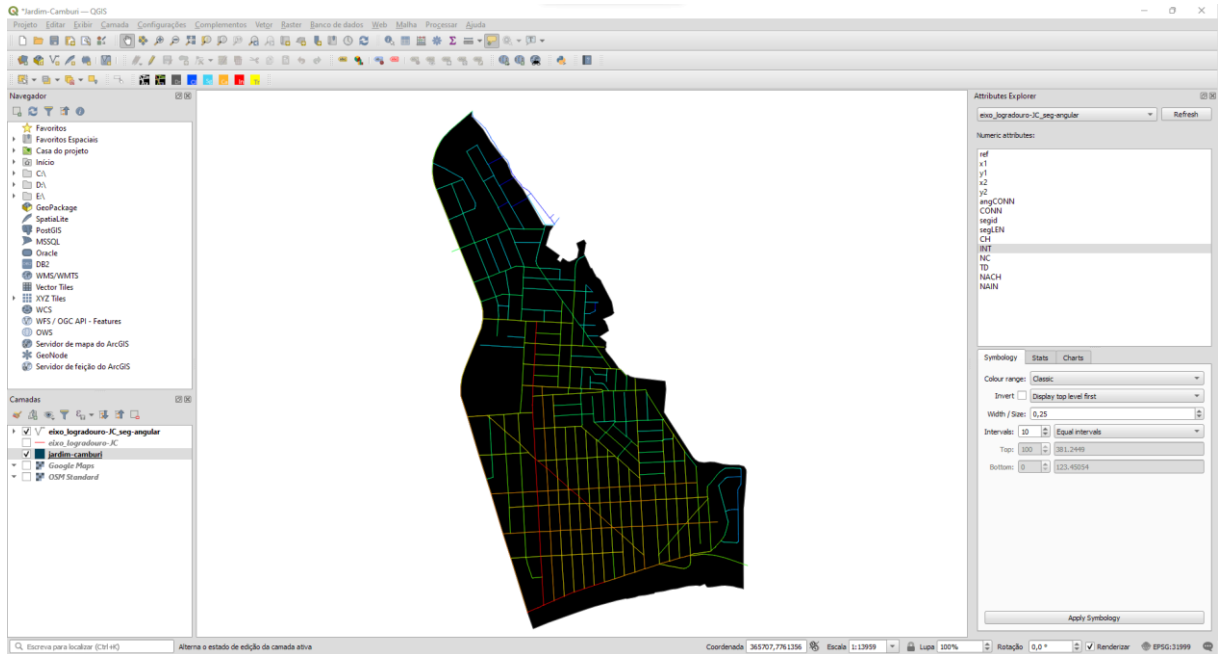 *Jardim-Camburi — QGIS
Projeto Editar Exibir Camada Configurações Complementos Vetor Raster Banco de dados Web Malha Processar Ajuda
Navegador
Favoritos
Favoritos Espaciais
Casa do projeto
Início
C:\
D:\
E:\
GeoPackage
SpatiaLite
PostGIS
MSSQL
Oracle
DB2
WMS/WMTS
Vector Tiles
XYZ Tiles
WCS
WFS / OGC API - Features
OWS
Servidor de mapa do ArcGIS
GeoNode
Servidor de feição do ArcGIS
Camadas
eixo_logradouro-JC_seg-angular
eixo_logradouro-JC
jardim-camburi
Google Maps
OSM Standard
Attributes Explorer
eixo_logradouro-JC_seg-angular Refresh
Numeric attributes:
ref
x1
y1
x2
y2
angCONN
CONN
segid
segLEN
CH
INT
NC
TD
NACH
NAIN
Symbology Stats Charts
Colour range: Classic
Invert Display top level first
Width / Size: 0,25
Intervals: 10 Equal intervals
Top: 100 381.2449
Bottom: 0 123.45054
Apply Symbology
Escreva para localizar (Ctrl+K) Alterna o estado de edição da camada ativa Coordenada 365707,7761356 Escala 1:13959 Lupa 100% Rotação 0,0 ° Renderizar EPSG:31999